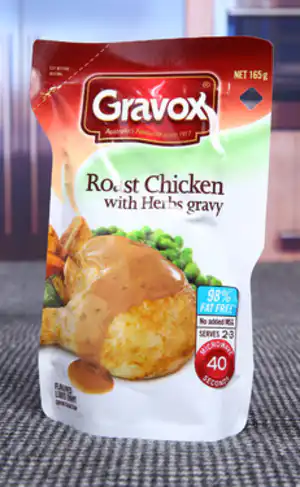 NET 165g
Gravox®
Roast Chicken
with Herbs gravy
98%
FAT FREE
No added MSG
SERVES 2-3
MICROWAVE
40
SECONDS